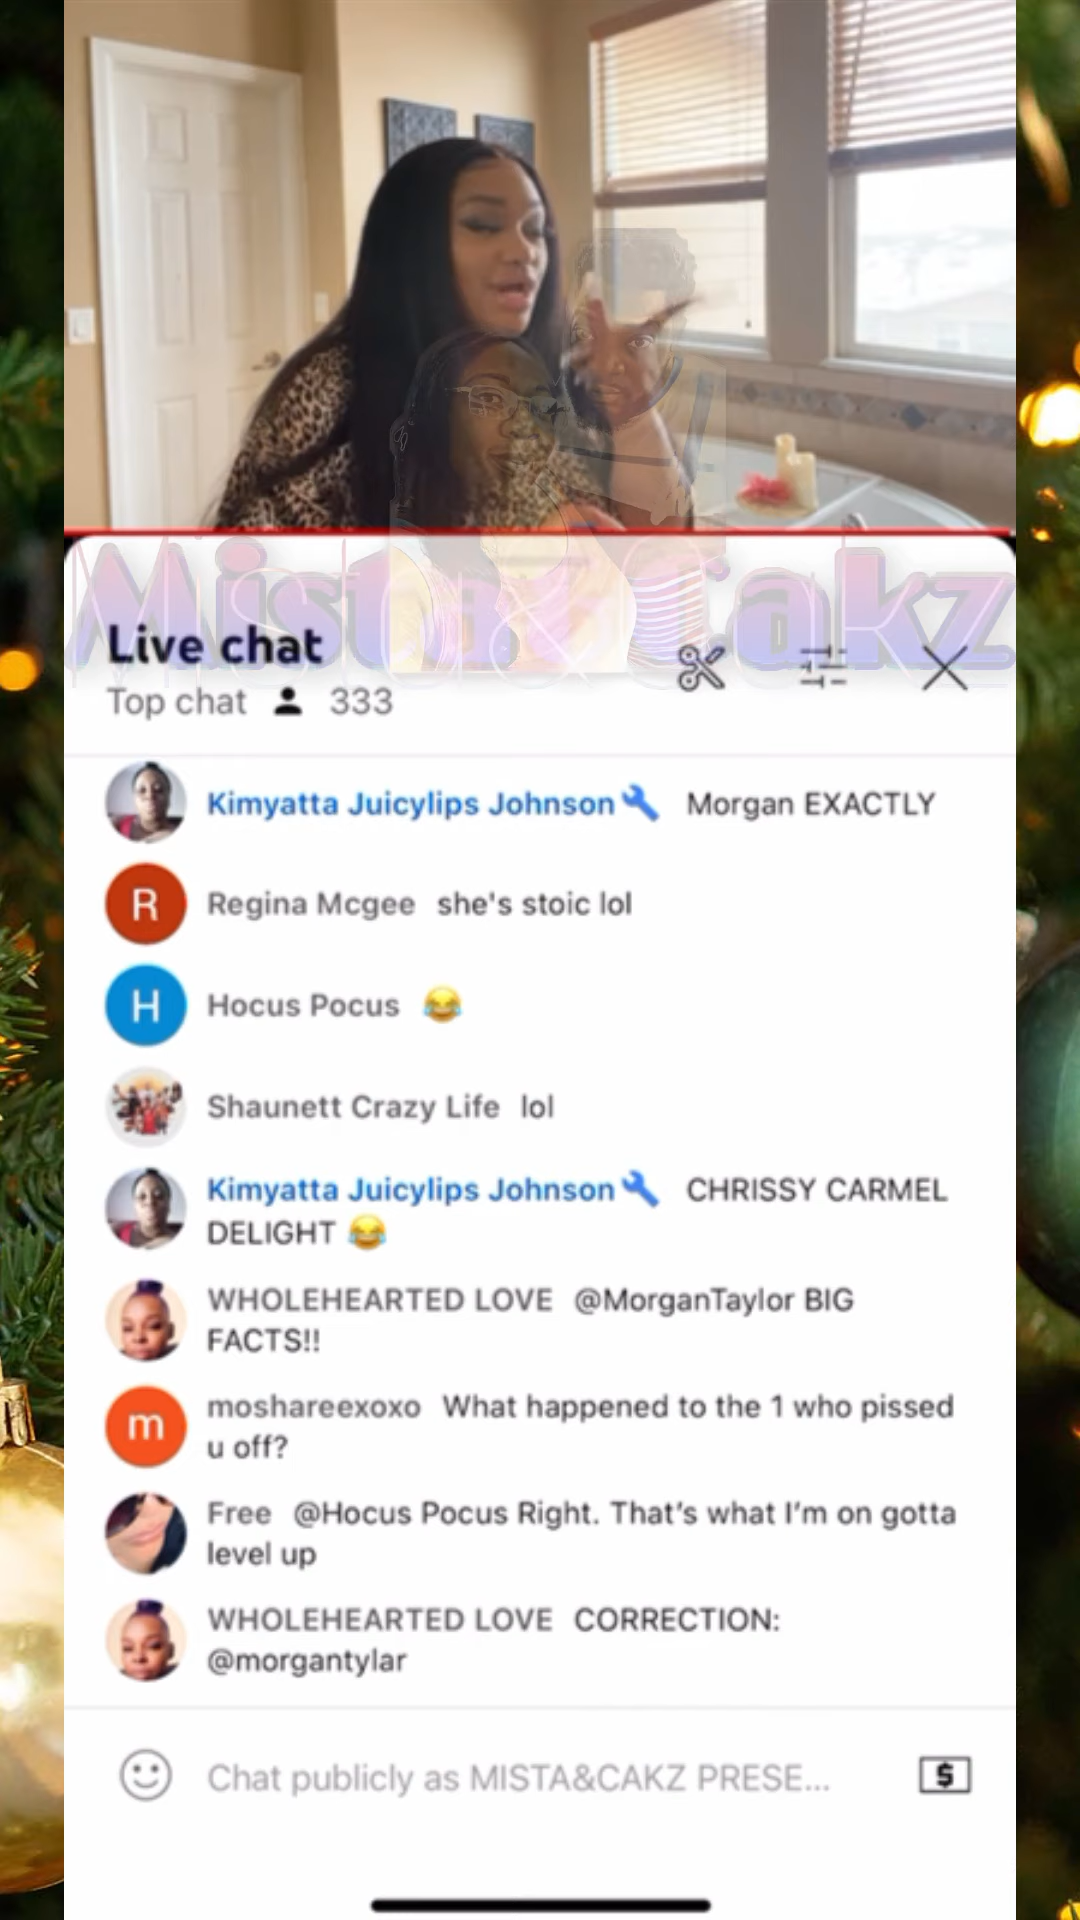 Mista&Cakz
Live chat
Top chat 333
Kimyatta Juicylips Johnson Morgan EXACTLY
R Regina Mcgee she's stoic lol
H Hocus Pocus 😂
Shaunett Crazy Life lol
Kimyatta Juicylips Johnson CHRISSY CARMEL
DELIGHT 😂
WHOLEHEARTED LOVE @MorganTaylor BIG
FACTS!!
m moshareexoxo What happened to the 1 who pissed
u off?
Free @Hocus Pocus Right. That's what I'm on gotta
level up
WHOLEHEARTED LOVE CORRECTION:
@morgantylar
Chat publicly as MISTA&CAKZ PRESE... $